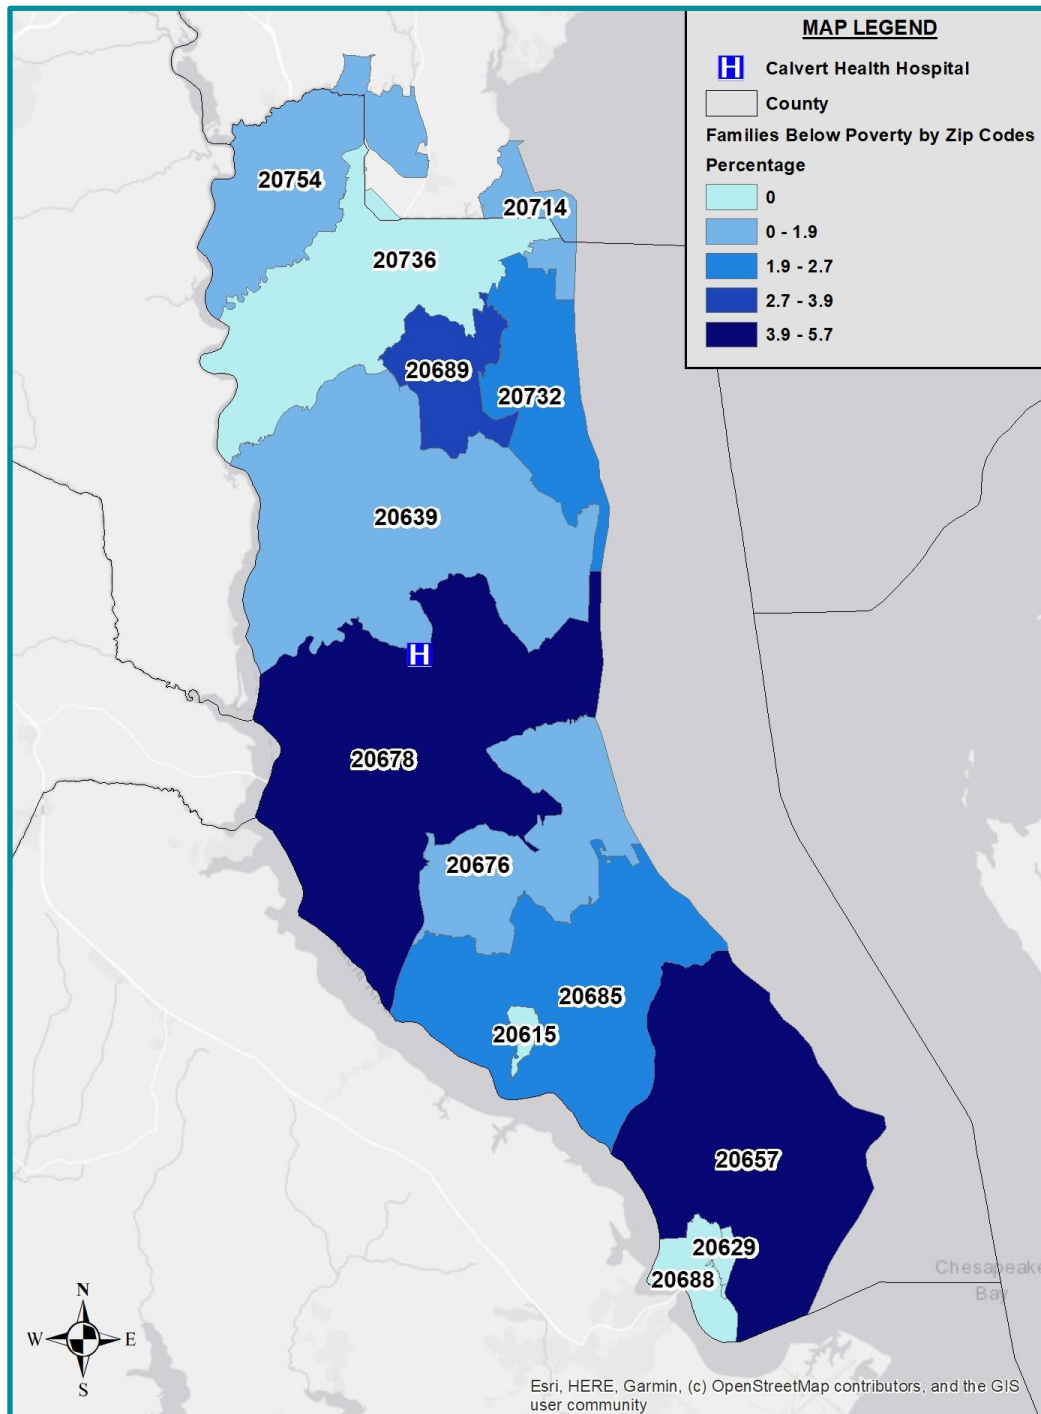 MAP LEGEND
H Calvert Health Hospital
County
Families Below Poverty by Zip Codes
Percentage
0
0 - 1.9
1.9 - 2.7
2.7 - 3.9
3.9 - 5.7
20754
20714
20736
20689
20732
20639
H
20678
20676
20685
20615
20657
20629
20688
Chesapeake
Bay
N
W E
S
Esri, HERE, Garmin, (c) OpenStreetMap contributors, and the GIS
user community